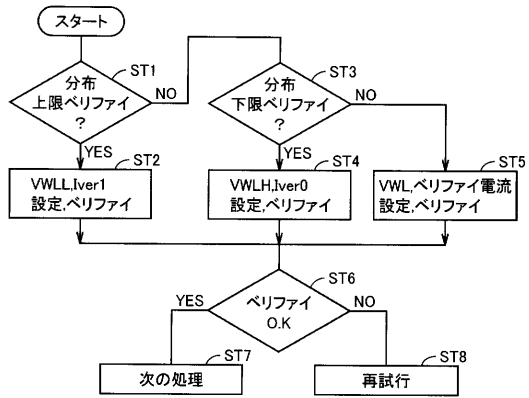 スタート
ST1
分布
上限ベリファイ
?
NO
YES
ST3
分布
下限ベリファイ
?
NO
YES
ST2
VWLL,Iver1
設定,ベリファイ
ST4
VWLH,Iver0
設定,ベリファイ
ST5
VWL,ベリファイ電流
設定,ベリファイ
ST6
ベリファイ
O.K
YES
NO
ST7
次の処理
ST8
再試行